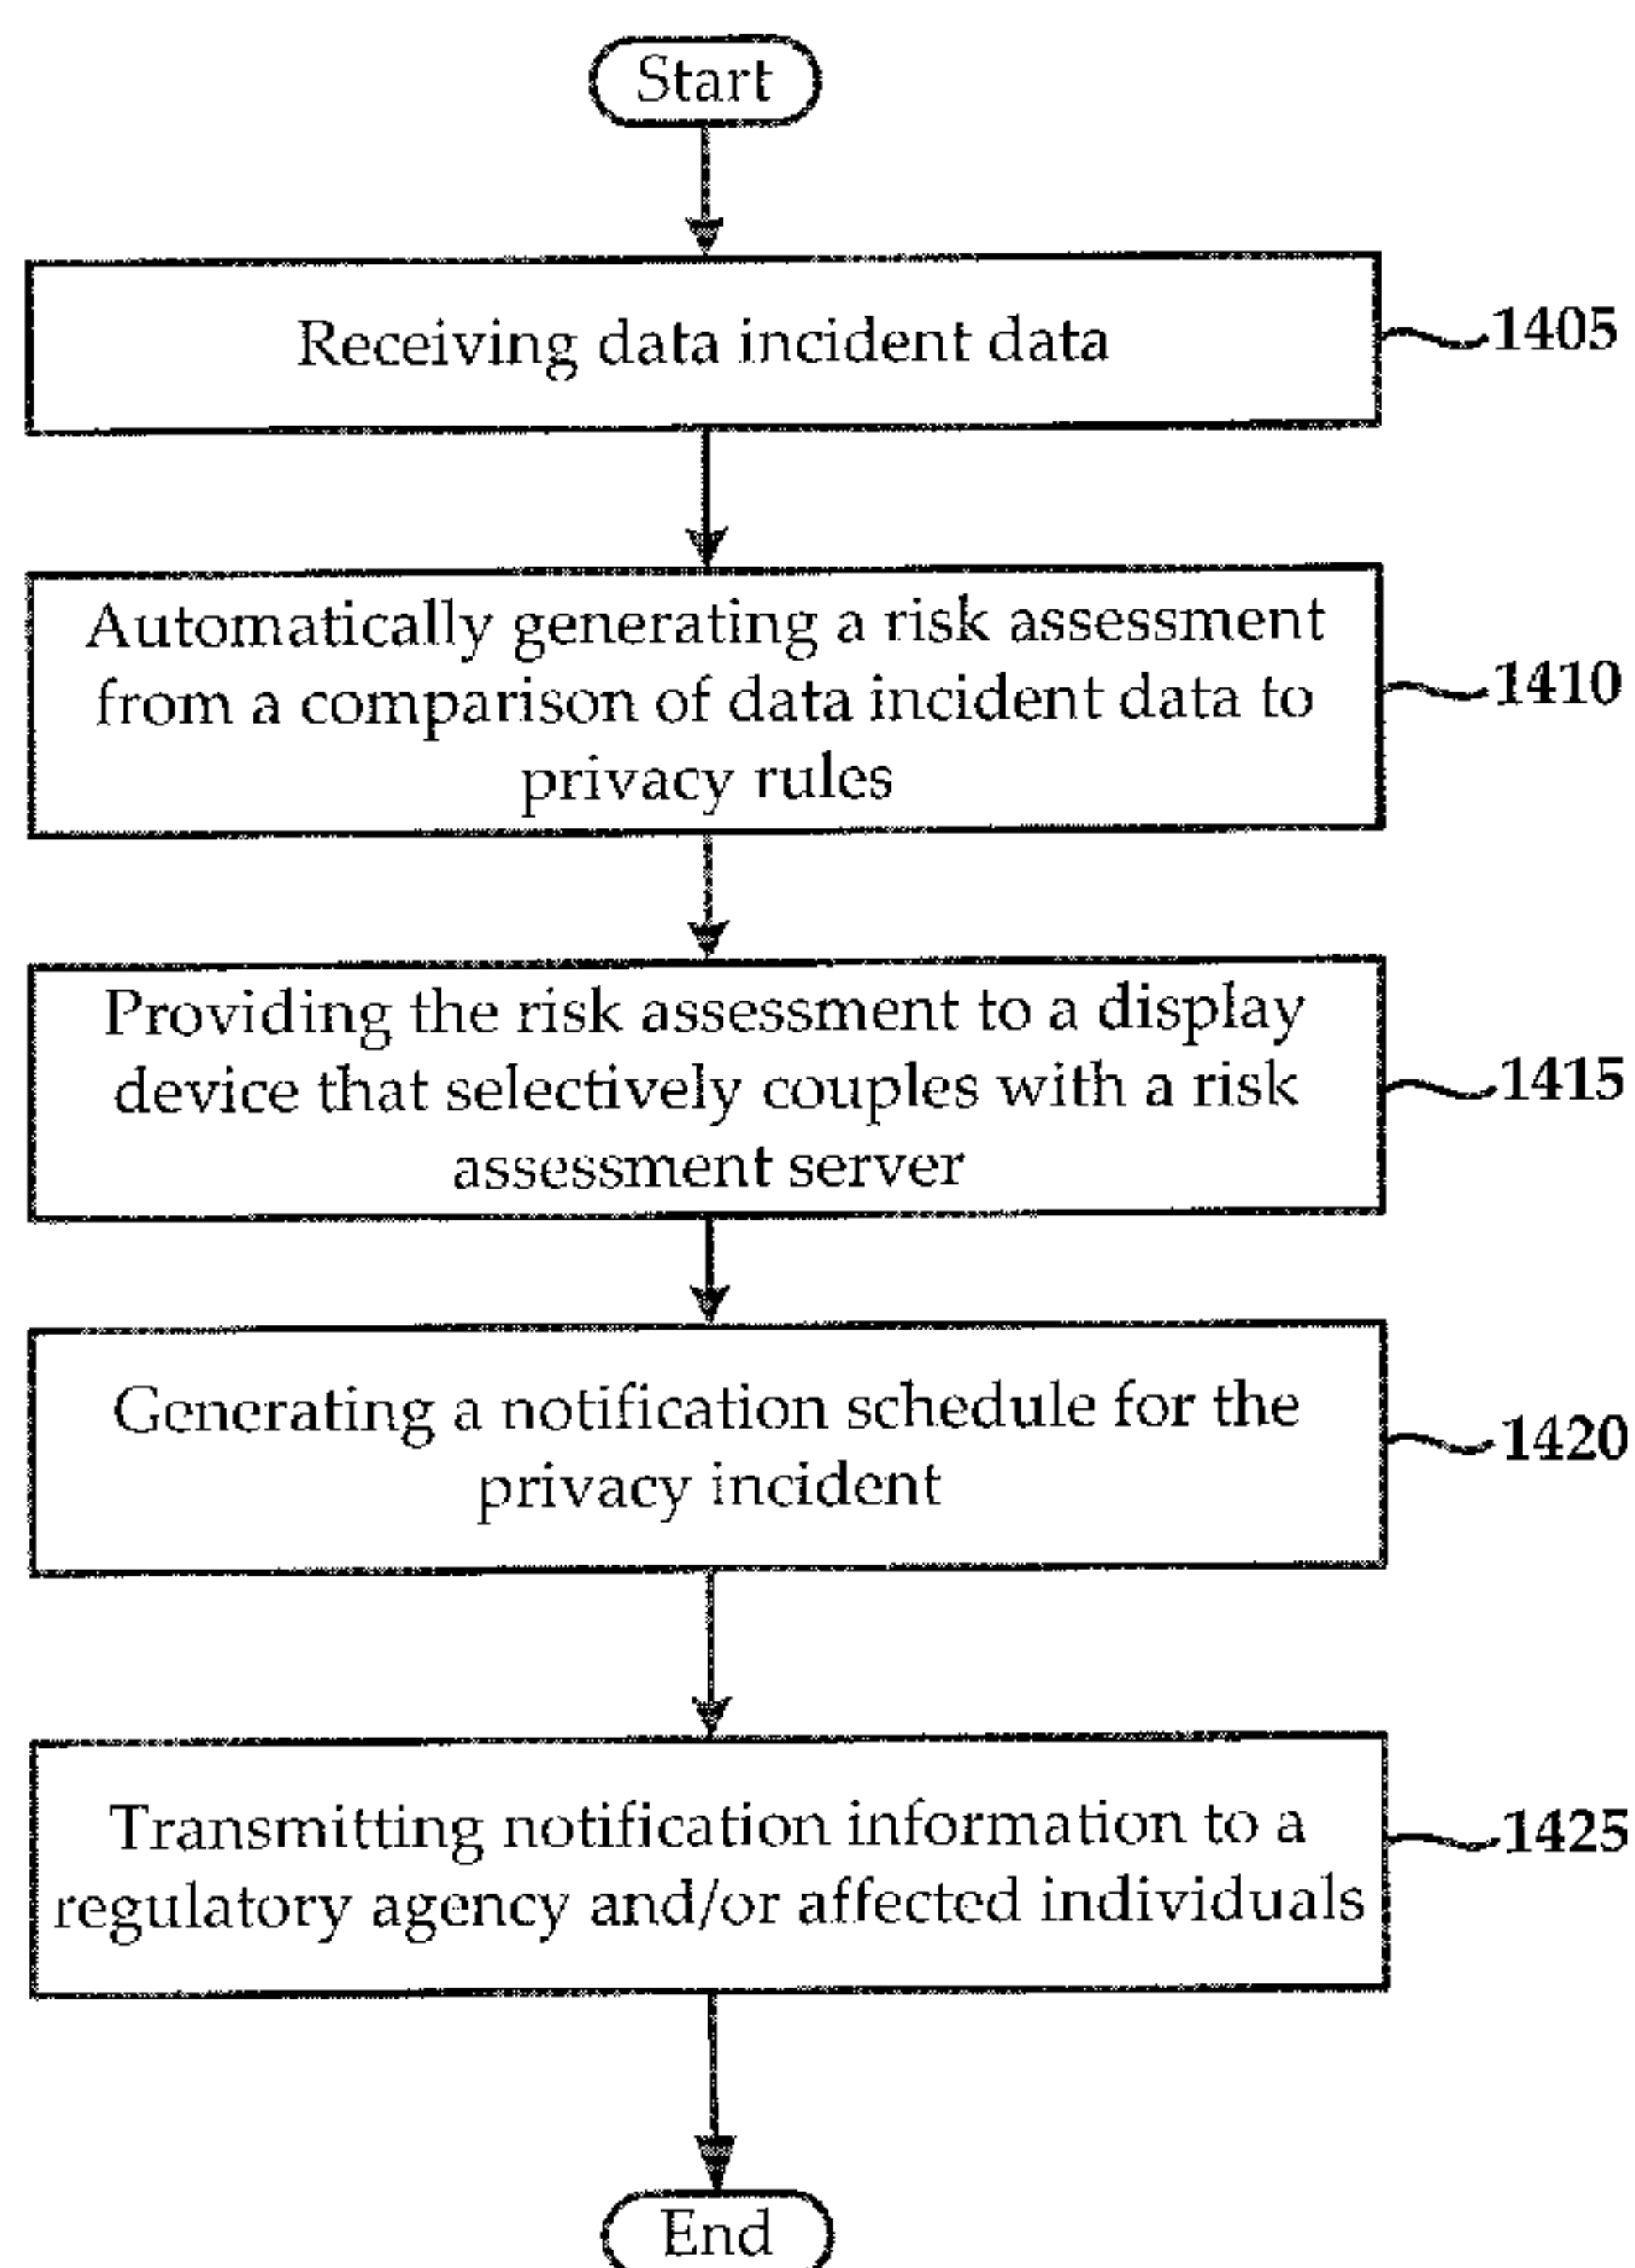 Start
Receiving data incident data
1405
Automatically generating a risk assessment
from a comparison of data incident data to
privacy rules
1410
Providing the risk assessment to a display
device that selectively couples with a risk
assessment server
1415
Generating a notification schedule for the
privacy incident
1420
Transmitting notification information to a
regulatory agency and/or affected individuals
1425
End